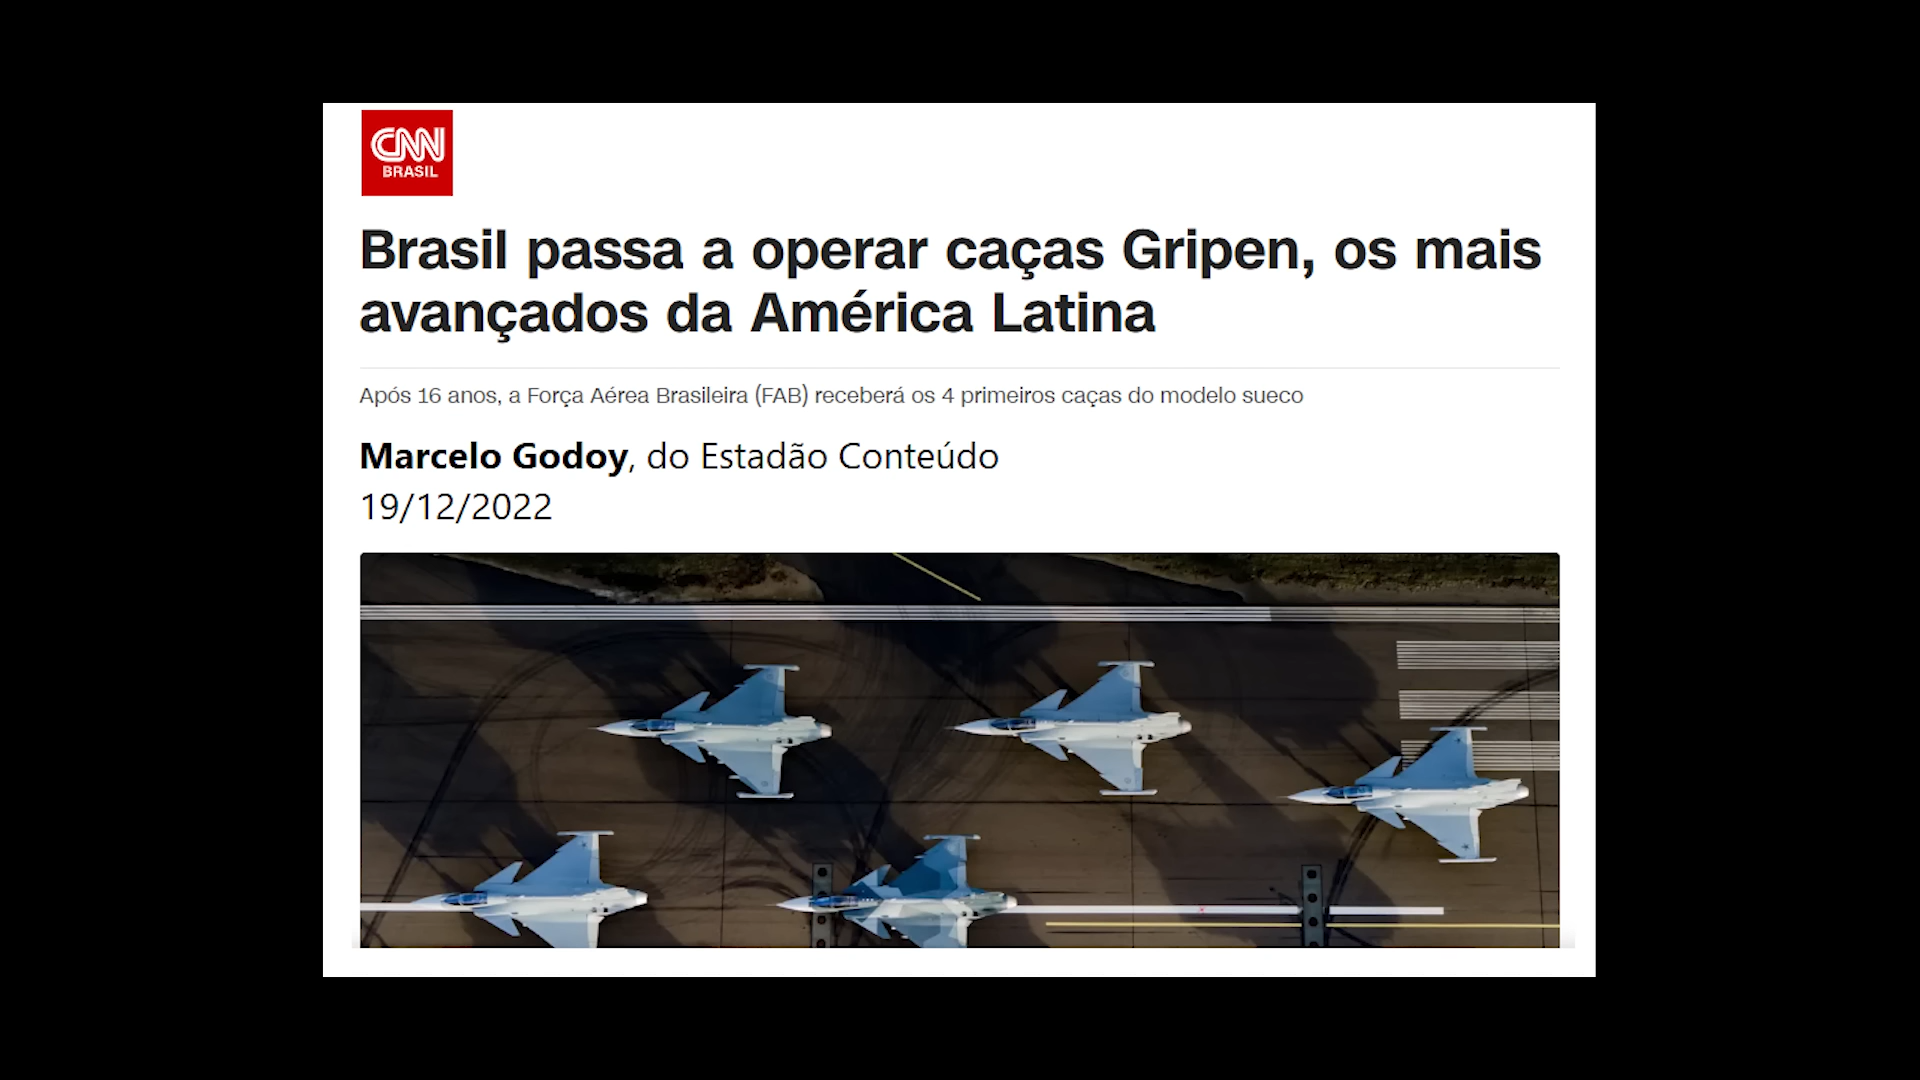 CNN
BRASIL
Brasil passa a operar caças Gripen, os mais
avançados da América Latina
Após 16 anos, a Força Aérea Brasileira (FAB) receberá os 4 primeiros caças do modelo sueco
Marcelo Godoy, do Estadão Conteúdo
19/12/2022